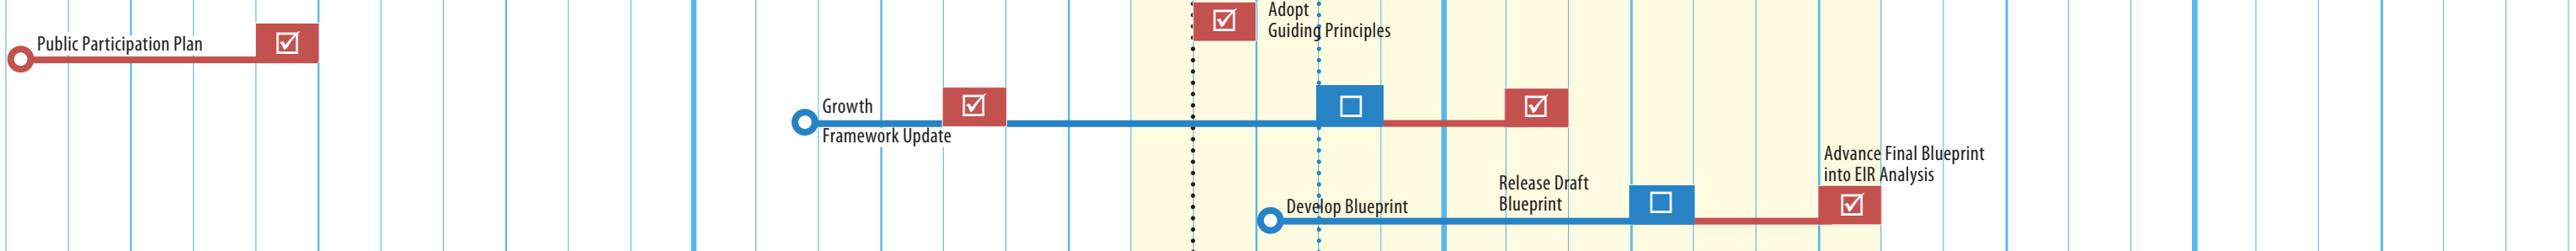 Adopt
Guiding Principles
Public Participation Plan
Growth
Framework Update
Advance Final Blueprint
into EIR Analysis
Release Draft
Blueprint
Develop Blueprint